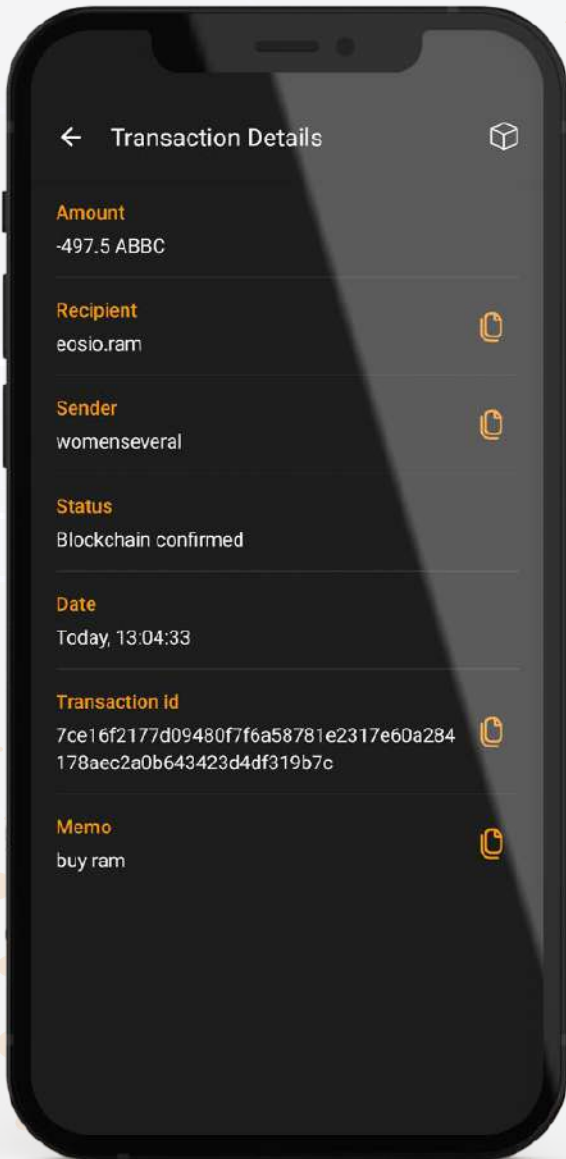 Transaction Details
Amount
-497.5 ABBC
Recipient
eosio.ram
Sender
womenseveral
Status
Blockchain confirmed
Date
Today, 13:04:33
Transaction id
7ce16f2177d09480f7f6a58781e2317e60a284
178aec2a0b643423d4df319b7c
Memo
buy ram